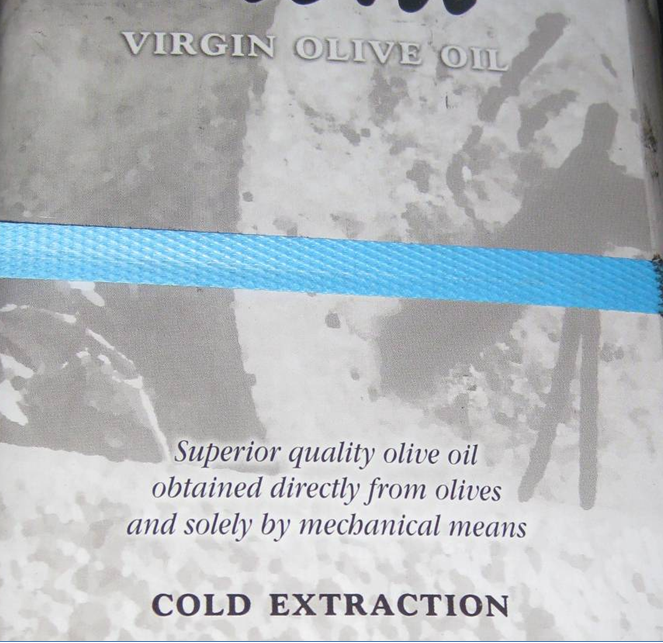 VIRGIN OLIVE OIL
Superior quality olive oil
obtained directly from olives
and solely by mechanical means
COLD EXTRACTION